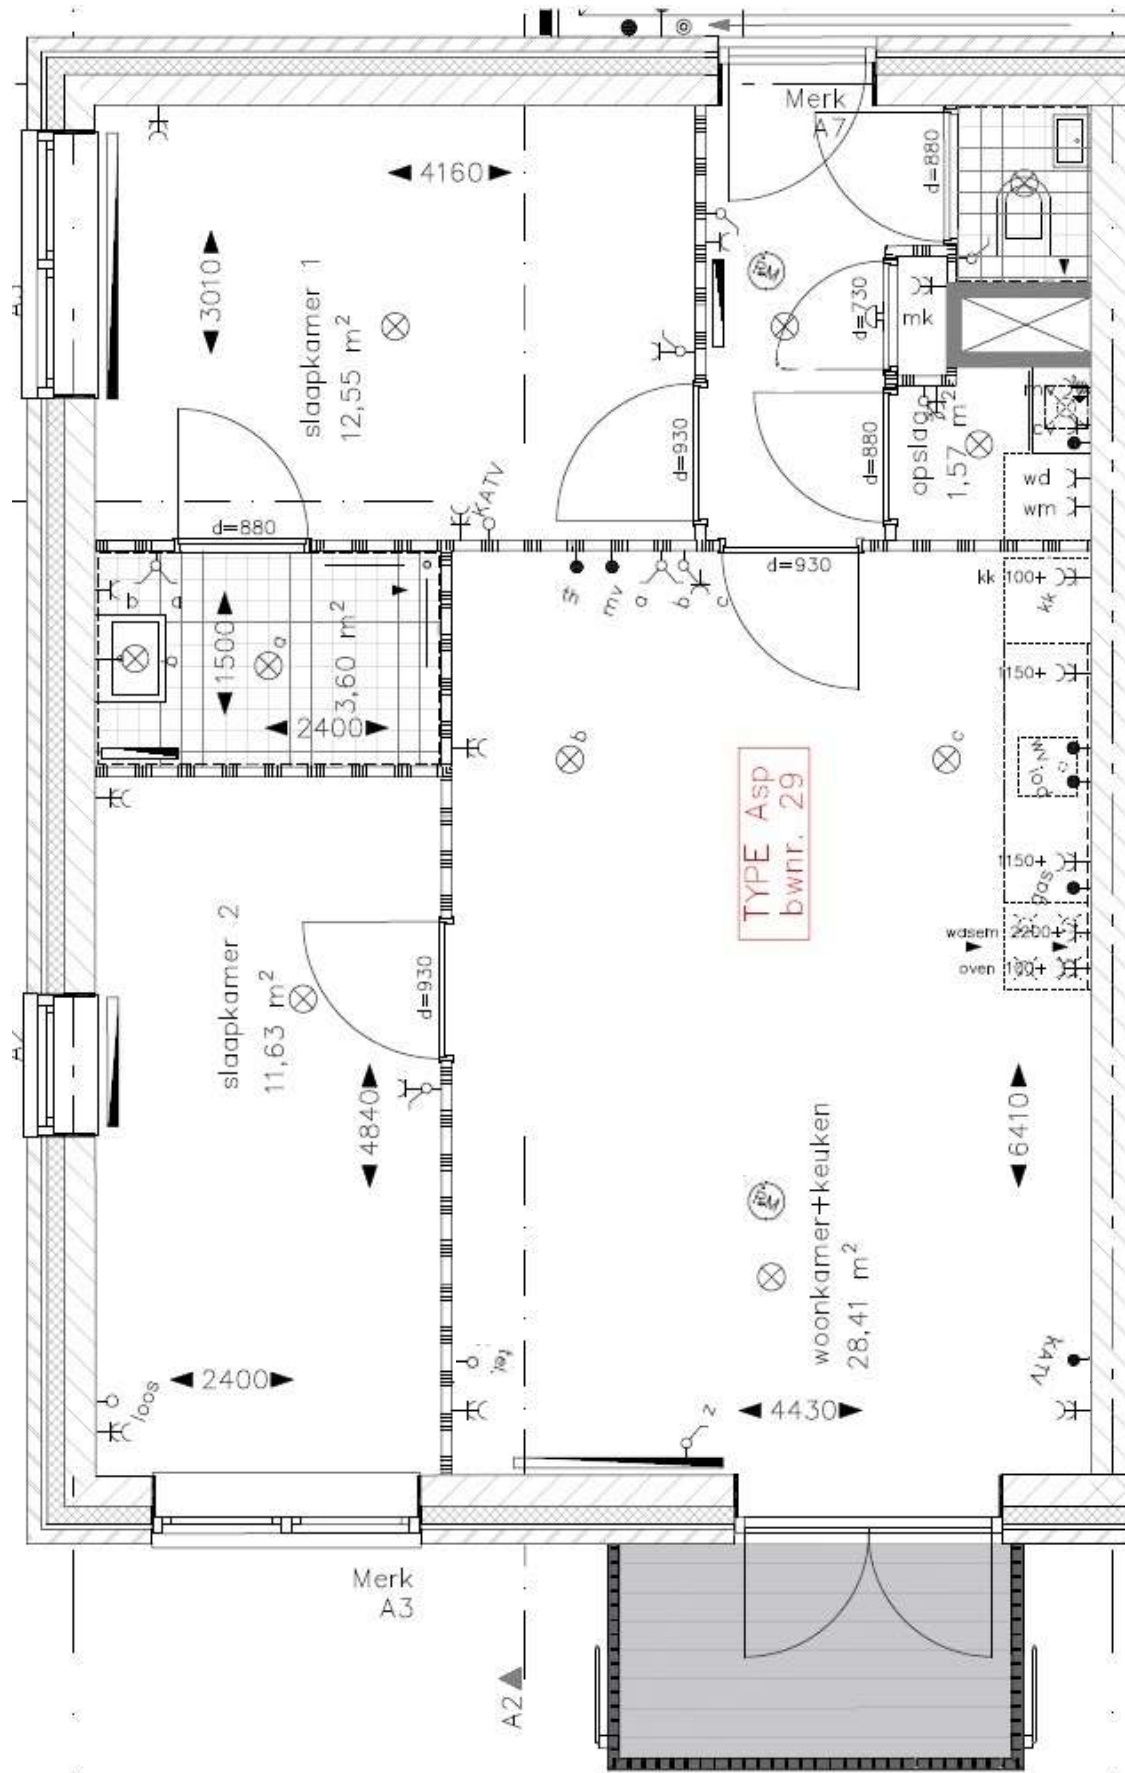 Merk
A7
4160
3010
slaapkamer 1
12,55 m²
d=880
d=730
mk
d=930
d=880
opslag
1,57 m²
cv
wd
wm
KATV
d=880
d=930
th
mv
a
b
c
kk 100+
kk
b
a
1500
b
a
3,60 m²
2400
1150+
b
c
TYPE Asp
bwnr. 29
1150+
gas
wasem 2200+
oven 100+
slaapkamer 2
11,63 m²
d=930
4840
6410
woonkamer+keuken
28,41 m²
2400
loos
tel.
KATV
z
4430
Merk
A3
A2